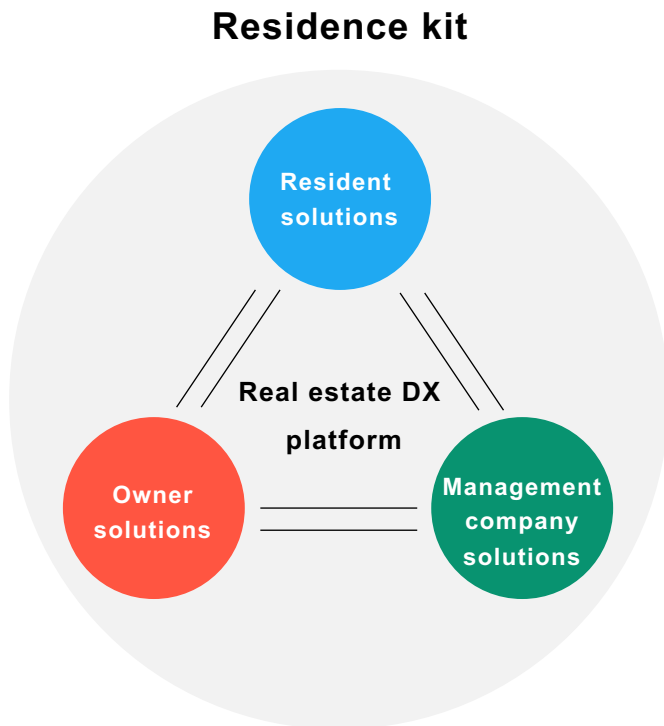 Residence kit
Resident
solutions
Real estate DX
platform
Owner
solutions
Management
company
solutions